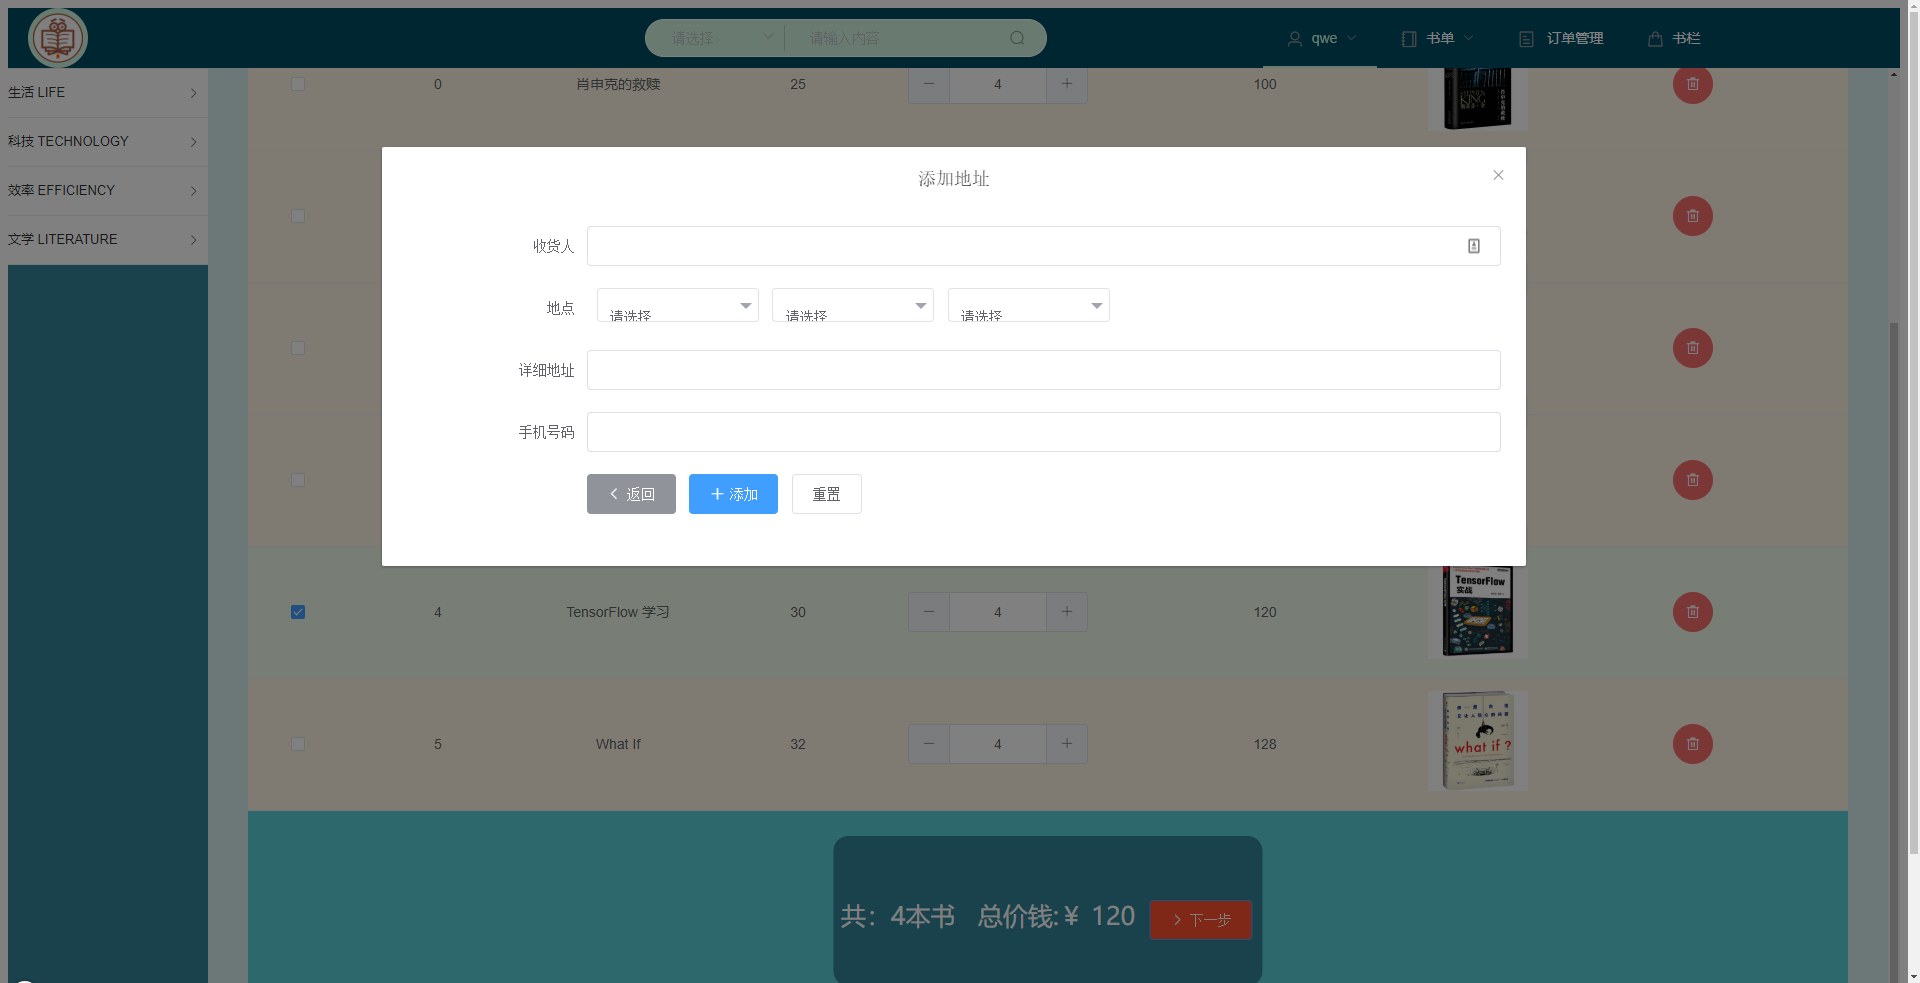 请选择 请输入内容 qwe 书单 订单管理 书栏
生活 LIFE
科技 TECHNOLOGY
效率 EFFICIENCY
文学 LITERATURE
0 肖申克的救赎 25 4 100
KING
添加地址
收货人
地点 请选择 请选择 请选择
详细地址
手机号码
返回 添加 重置
4 TensorFlow 学习 30 4 120
TensorFlow
实战
5 What If 32 4 128
what if ?
共：4本书 总价钱:¥ 120 下一步